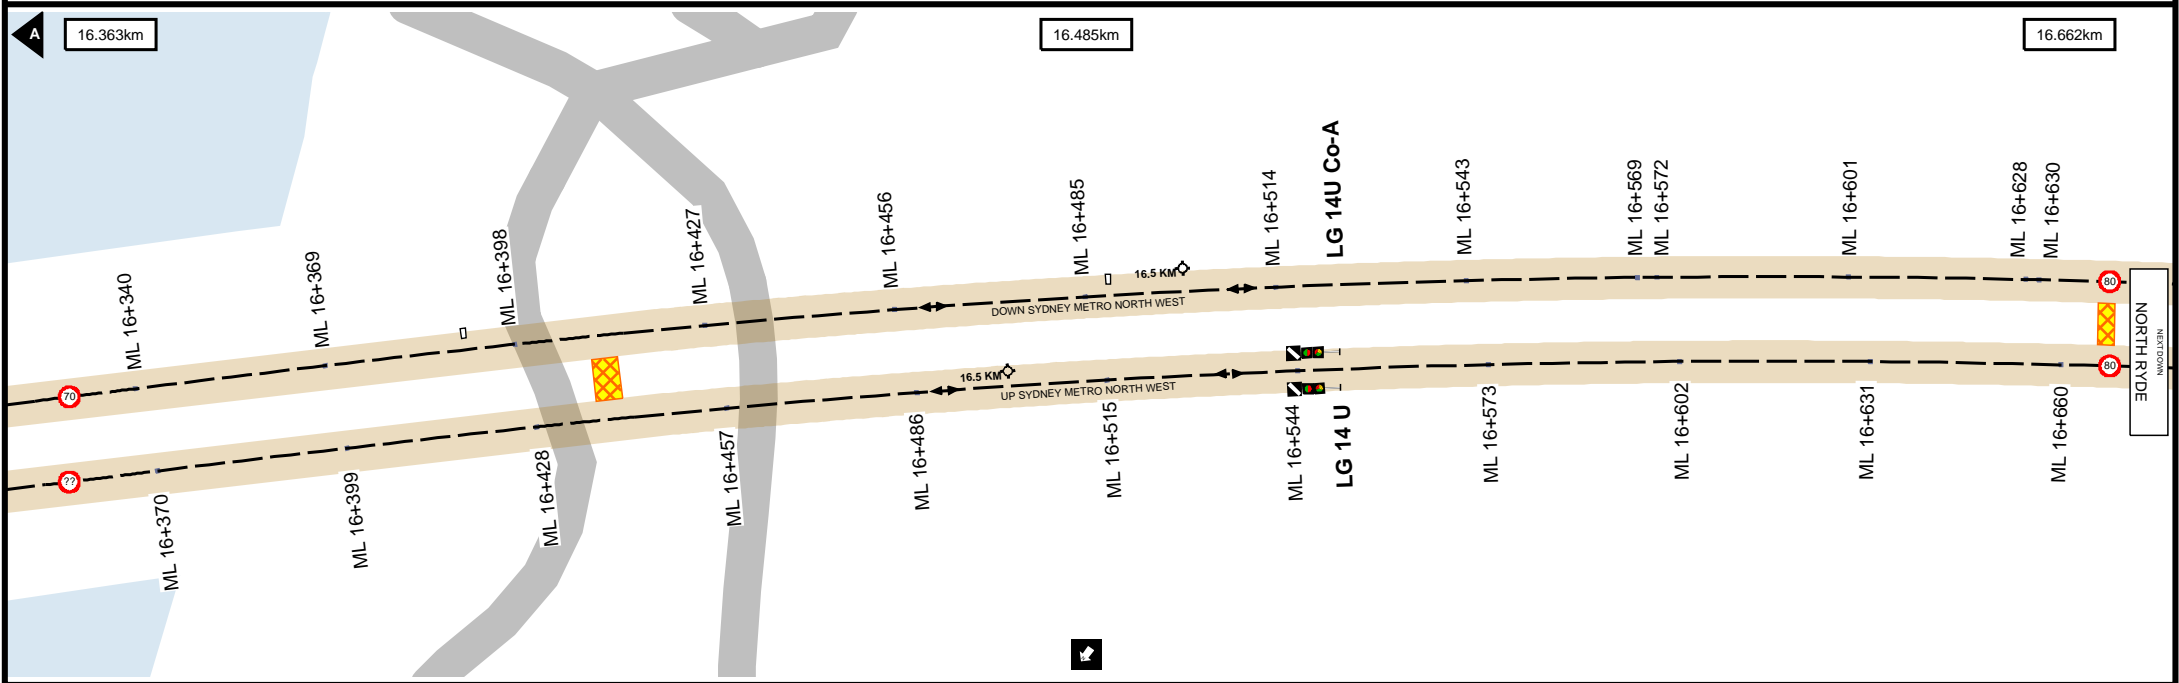 A
16.363km
16.485km
16.662km
ML 16+340
ML 16+369
ML 16+398
ML 16+427
ML 16+456
ML 16+485
ML 16+514
LG 14U Co-A
ML 16+543
ML 16+569
ML 16+572
ML 16+601
ML 16+628
ML 16+630
16.5 KM
DOWN SYDNEY METRO NORTH WEST
70
80
16.5 KM
UP SYDNEY METRO NORTH WEST
??
80
NEXT DOWN
NORTH RYDE
ML 16+370
ML 16+399
ML 16+428
ML 16+457
ML 16+486
ML 16+515
ML 16+544
LG 14 U
ML 16+573
ML 16+602
ML 16+631
ML 16+660